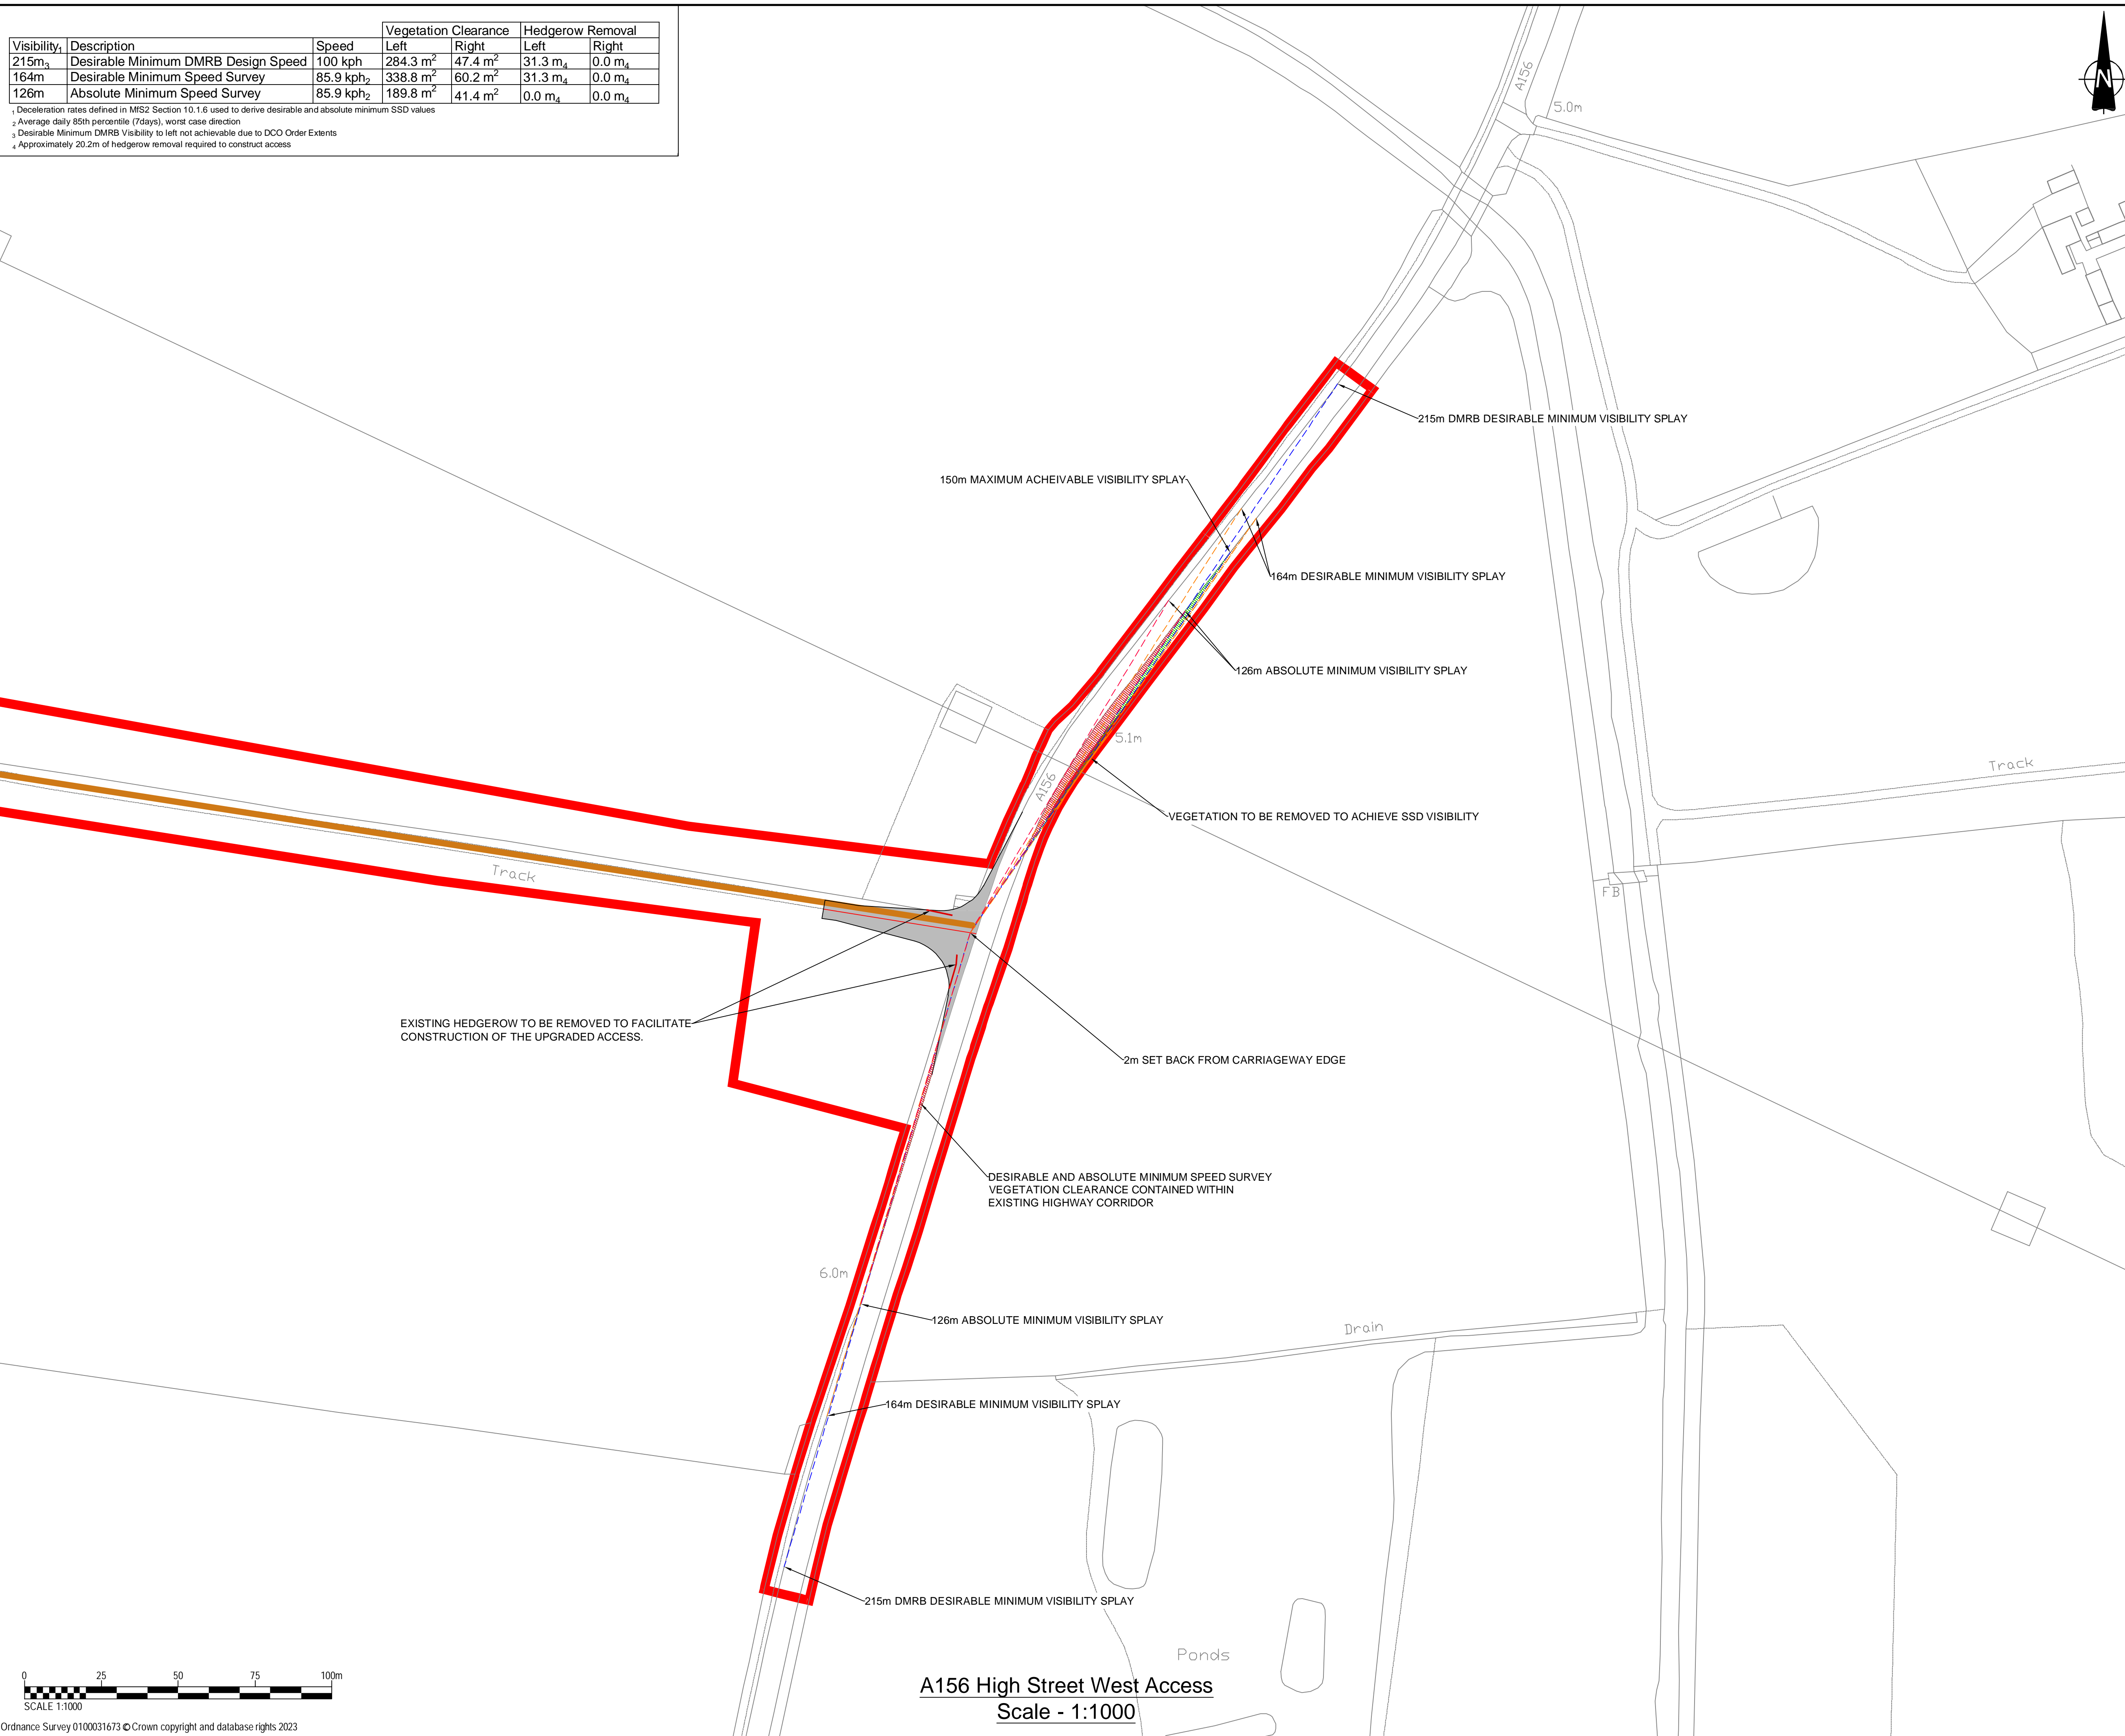 Vegetation Clearance Hedgerow Removal
Visibility1 Description Speed Left Right Left Right
215m3 Desirable Minimum DMRB Design Speed 100 kph 284.3 m2 47.4 m2 31.3 m4 0.0 m4
164m Desirable Minimum Speed Survey 85.9 kph2 338.8 m2 60.2 m2 31.3 m4 0.0 m4
126m Absolute Minimum Speed Survey 85.9 kph2 189.8 m2 41.4 m2 0.0 m4 0.0 m4
1 Deceleration rates defined in MfS2 Section 10.1.6 used to derive desirable and absolute minimum SSD values
2 Average daily 85th percentile (7days), worst case direction
3 Desirable Minimum DMRB Visibility to left not achievable due to DCO Order Extents
4 Approximately 20.2m of hedgerow removal required to construct access
N
A156
5.0m
215m DMRB DESIRABLE MINIMUM VISIBILITY SPLAY
150m MAXIMUM ACHEIVABLE VISIBILITY SPLAY
164m DESIRABLE MINIMUM VISIBILITY SPLAY
126m ABSOLUTE MINIMUM VISIBILITY SPLAY
5.1m
A156
Track
VEGETATION TO BE REMOVED TO ACHIEVE SSD VISIBILITY
Track
FB
EXISTING HEDGEROW TO BE REMOVED TO FACILITATE
CONSTRUCTION OF THE UPGRADED ACCESS.
2m SET BACK FROM CARRIAGEWAY EDGE
DESIRABLE AND ABSOLUTE MINIMUM SPEED SURVEY
VEGETATION CLEARANCE CONTAINED WITHIN
EXISTING HIGHWAY CORRIDOR
6.0m
126m ABSOLUTE MINIMUM VISIBILITY SPLAY
Drain
164m DESIRABLE MINIMUM VISIBILITY SPLAY
215m DMRB DESIRABLE MINIMUM VISIBILITY SPLAY
Ponds
0 25 50 75 100m
SCALE 1:1000
A156 High Street West Access
Scale - 1:1000
Ordnance Survey 0100031673 © Crown copyright and database rights 2023